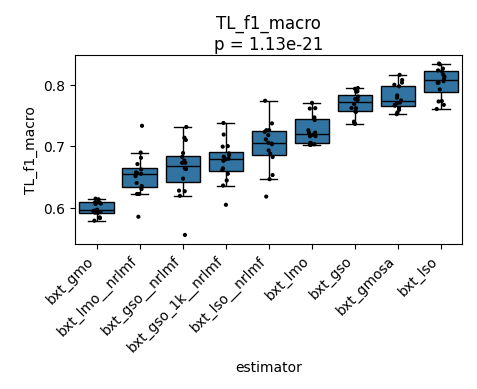 TL_f1_macro
p = 1.13e-21
TL_f1_macro
0.8
0.7
0.6
bxt_gmo
bxt_lmo__nrlmf
bxt_gso__nrlmf
bxt_gso_1k__nrlmf
bxt_lso__nrlmf
bxt_lmo
bxt_gso
bxt_gmosa
bxt_lso
estimator